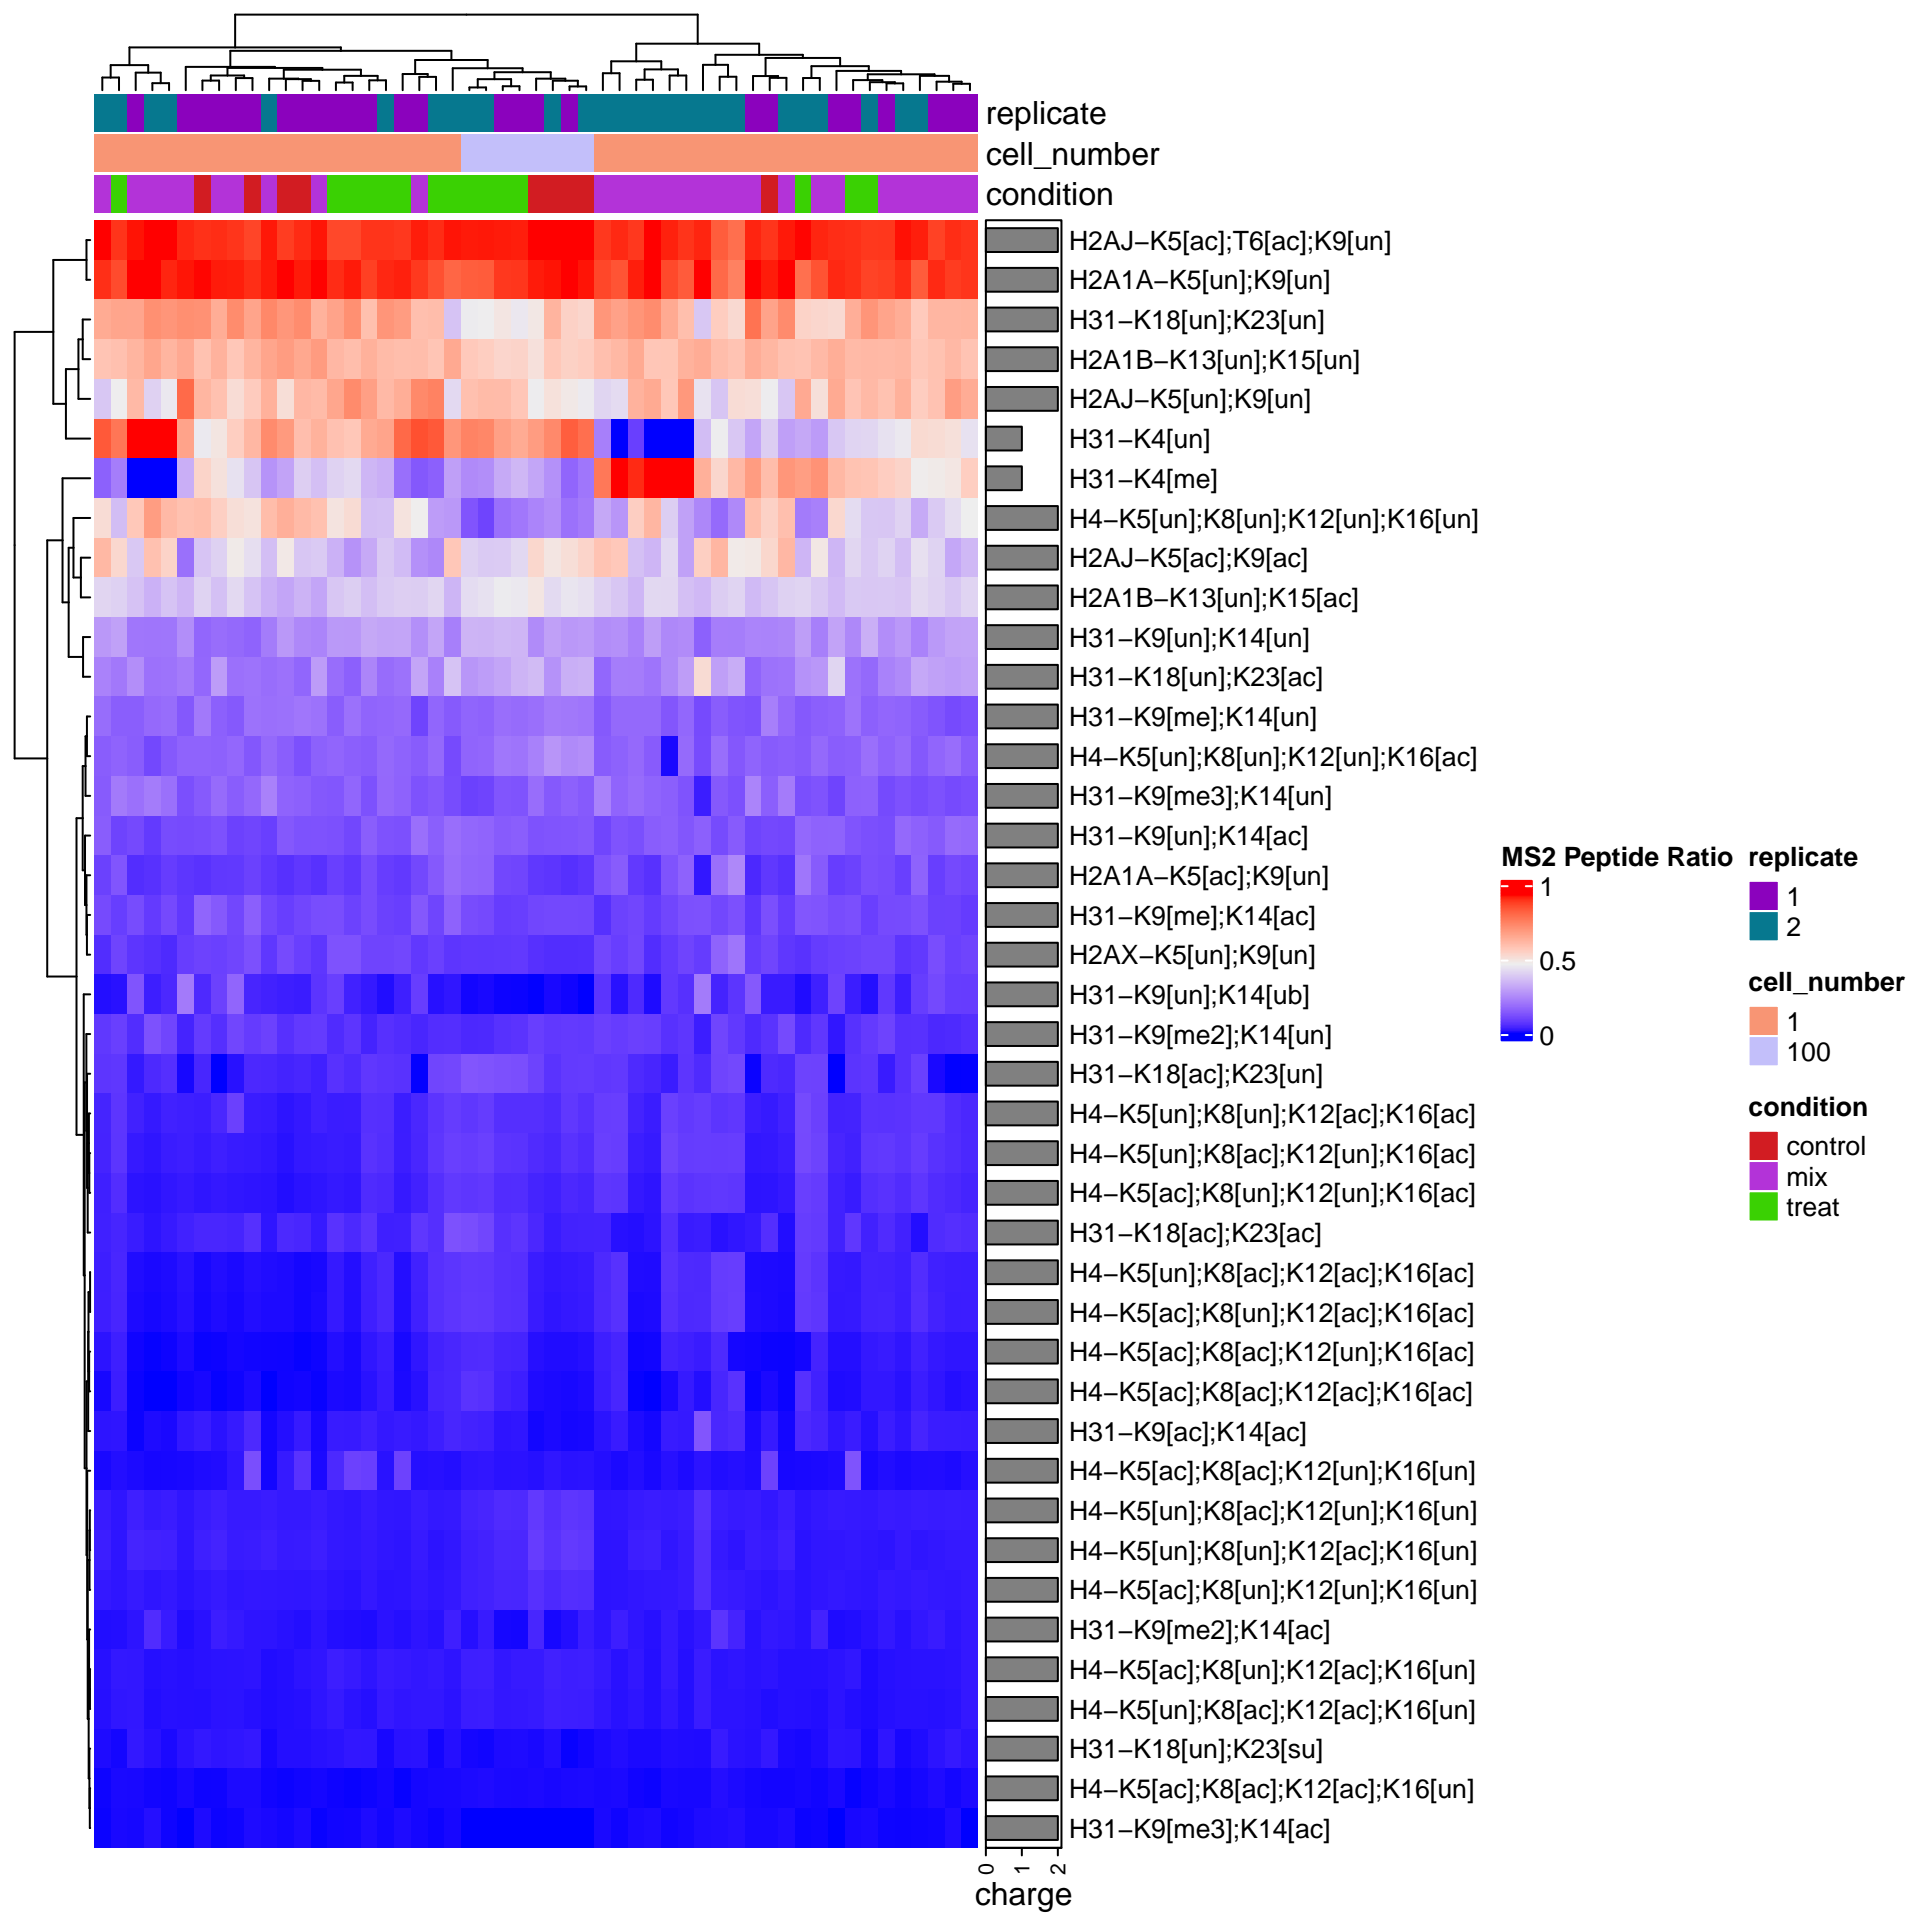 replicate
cell_number
condition
H2AJ−K5[ac];T6[ac];K9[un]
H2A1A−K5[un];K9[un]
H31−K18[un];K23[un]
H2A1B−K13[un];K15[un]
H2AJ−K5[un];K9[un]
H31−K4[un]
H31−K4[me]
H4−K5[un];K8[un];K12[un];K16[un]
H2AJ−K5[ac];K9[ac]
H2A1B−K13[un];K15[ac]
H31−K9[un];K14[un]
H31−K18[un];K23[ac]
H31−K9[me];K14[un]
H4−K5[un];K8[un];K12[un];K16[ac]
H31−K9[me3];K14[un]
H31−K9[un];K14[ac]
H2A1A−K5[ac];K9[un]
H31−K9[me];K14[ac]
H2AX−K5[un];K9[un]
H31−K9[un];K14[ub]
H31−K9[me2];K14[un]
H31−K18[ac];K23[un]
H4−K5[un];K8[un];K12[ac];K16[ac]
H4−K5[un];K8[ac];K12[un];K16[ac]
H4−K5[ac];K8[un];K12[un];K16[ac]
H31−K18[ac];K23[ac]
H4−K5[un];K8[ac];K12[ac];K16[ac]
H4−K5[ac];K8[un];K12[ac];K16[ac]
H4−K5[ac];K8[ac];K12[un];K16[ac]
H4−K5[ac];K8[ac];K12[ac];K16[ac]
H31−K9[ac];K14[ac]
H4−K5[ac];K8[ac];K12[un];K16[un]
H4−K5[un];K8[ac];K12[un];K16[un]
H4−K5[un];K8[un];K12[ac];K16[un]
H4−K5[ac];K8[un];K12[un];K16[un]
H31−K9[me2];K14[ac]
H4−K5[ac];K8[un];K12[ac];K16[un]
H4−K5[un];K8[ac];K12[ac];K16[un]
H31−K18[un];K23[su]
H4−K5[ac];K8[ac];K12[ac];K16[un]
H31−K9[me3];K14[ac]
0 1 2
charge
MS2 Peptide Ratio
1
0.5
0
replicate
1
2
cell_number
1
100
condition
control
mix
treat